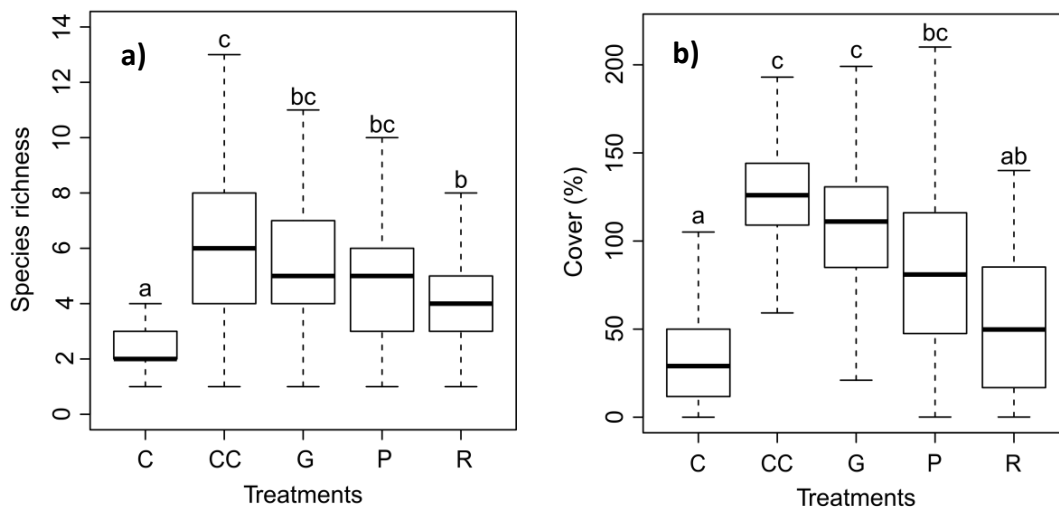 a)
Species richness
0 2 4 6 8 10 12 14
a c bc bc b
C CC G P R
Treatments
b)
Cover (%)
0 50 100 150 200
a c c bc ab
C CC G P R
Treatments